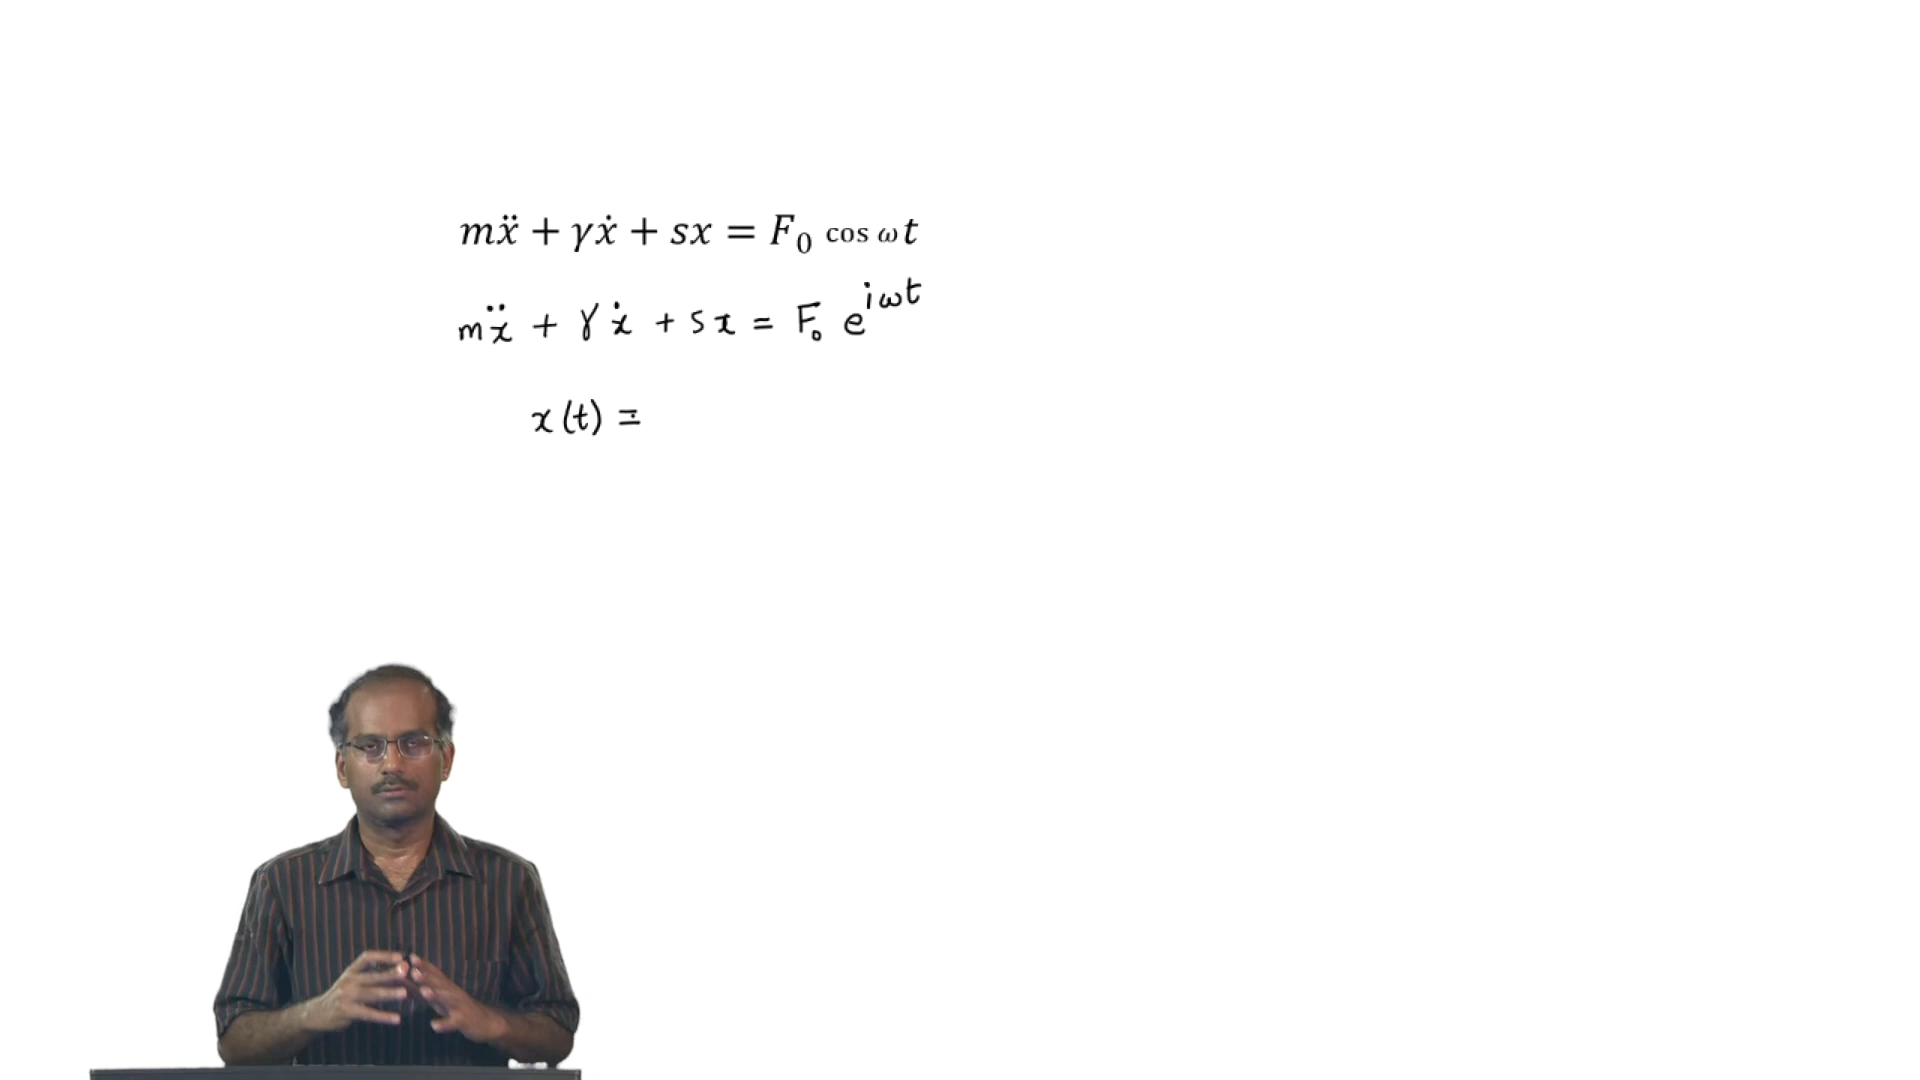 mẍ + γẋ + sx = F₀ cos ωt
mẍ + γẋ + sx = F₀ e^{iωt}
x(t) =